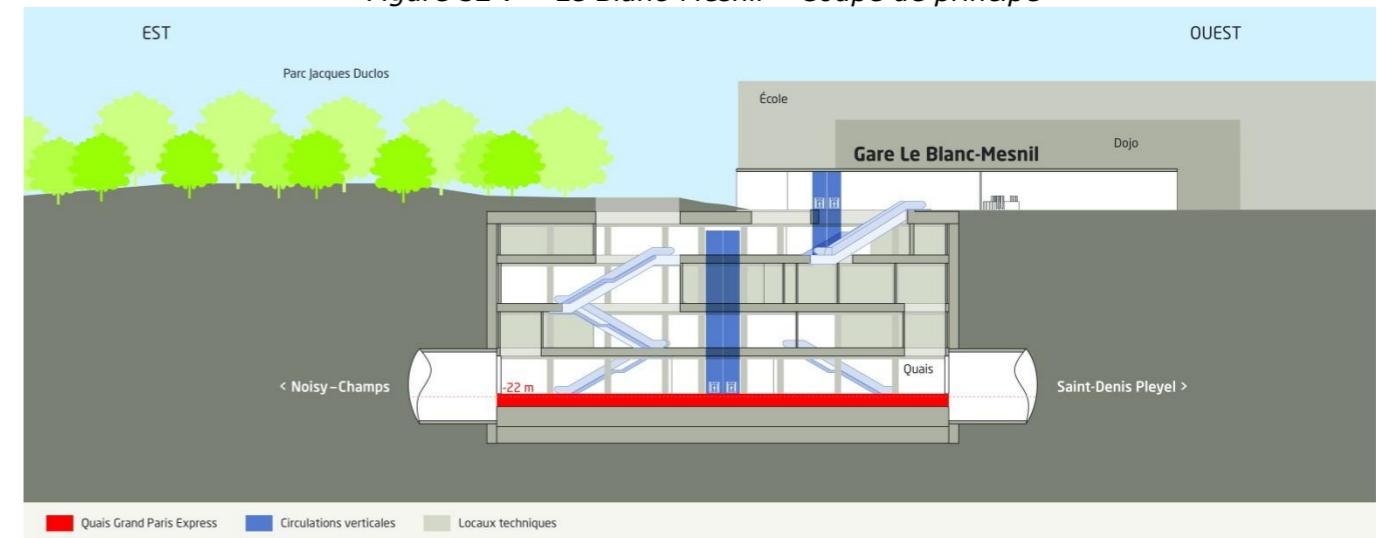 EST
OUEST
Parc Jacques Duclos
École
Dojo
Gare Le Blanc-Mesnil
Quais
< Noisy–Champs
-22 m
Saint-Denis Pleyel >
Quais Grand Paris Express
Circulations verticales
Locaux techniques